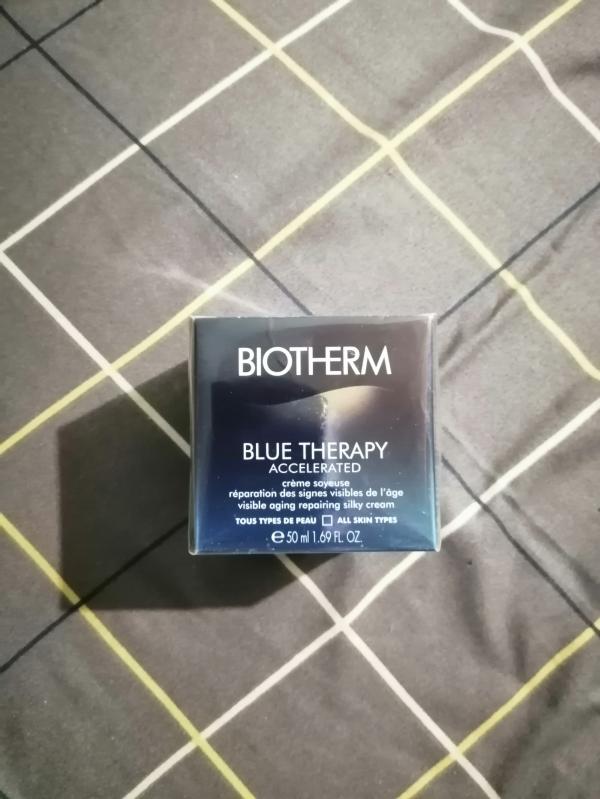 BIOTHERM
BLUE THERAPY
ACCELERATED
crème soyeuse
réparation des signes visibles de l'âge
visible aging repairing silky cream
TOUS TYPES DE PEAU □ ALL SKIN TYPES
℮ 50 ml 1.69 FL. OZ.